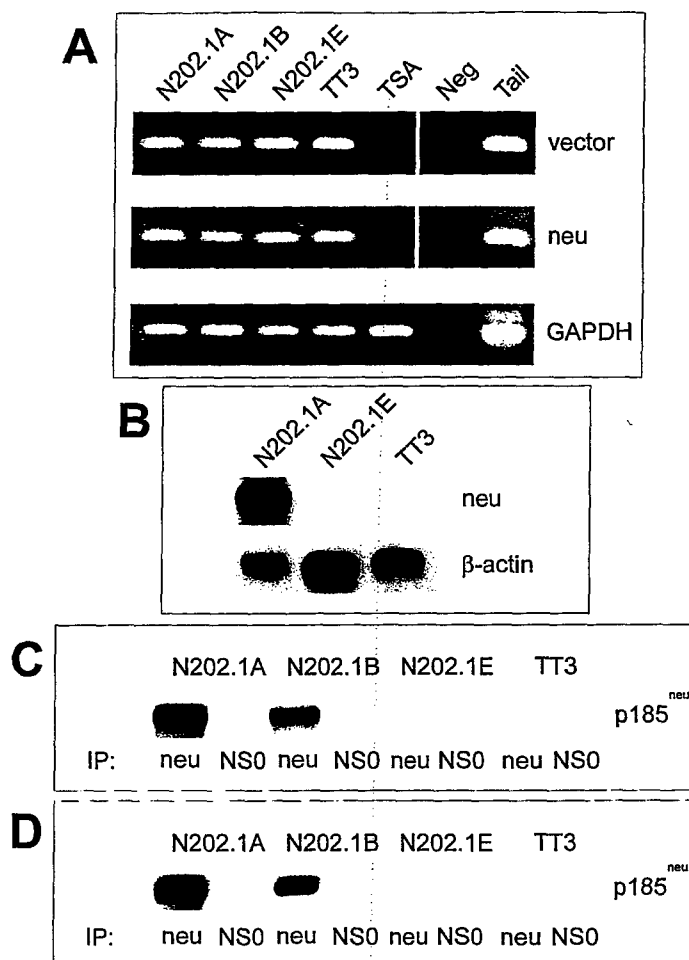 A
N202.1A N202.1B N202.1E TT3 TSA Neg Tail
vector
neu
GAPDH
B
N202.1A N202.1E TT3
neu
β-actin
C
N202.1A N202.1B N202.1E TT3
p185neu
IP: neu NS0 neu NS0 neu NS0 neu NS0
D
N202.1A N202.1B N202.1E TT3
p185neu
IP: neu NS0 neu NS0 neu NS0 neu NS0